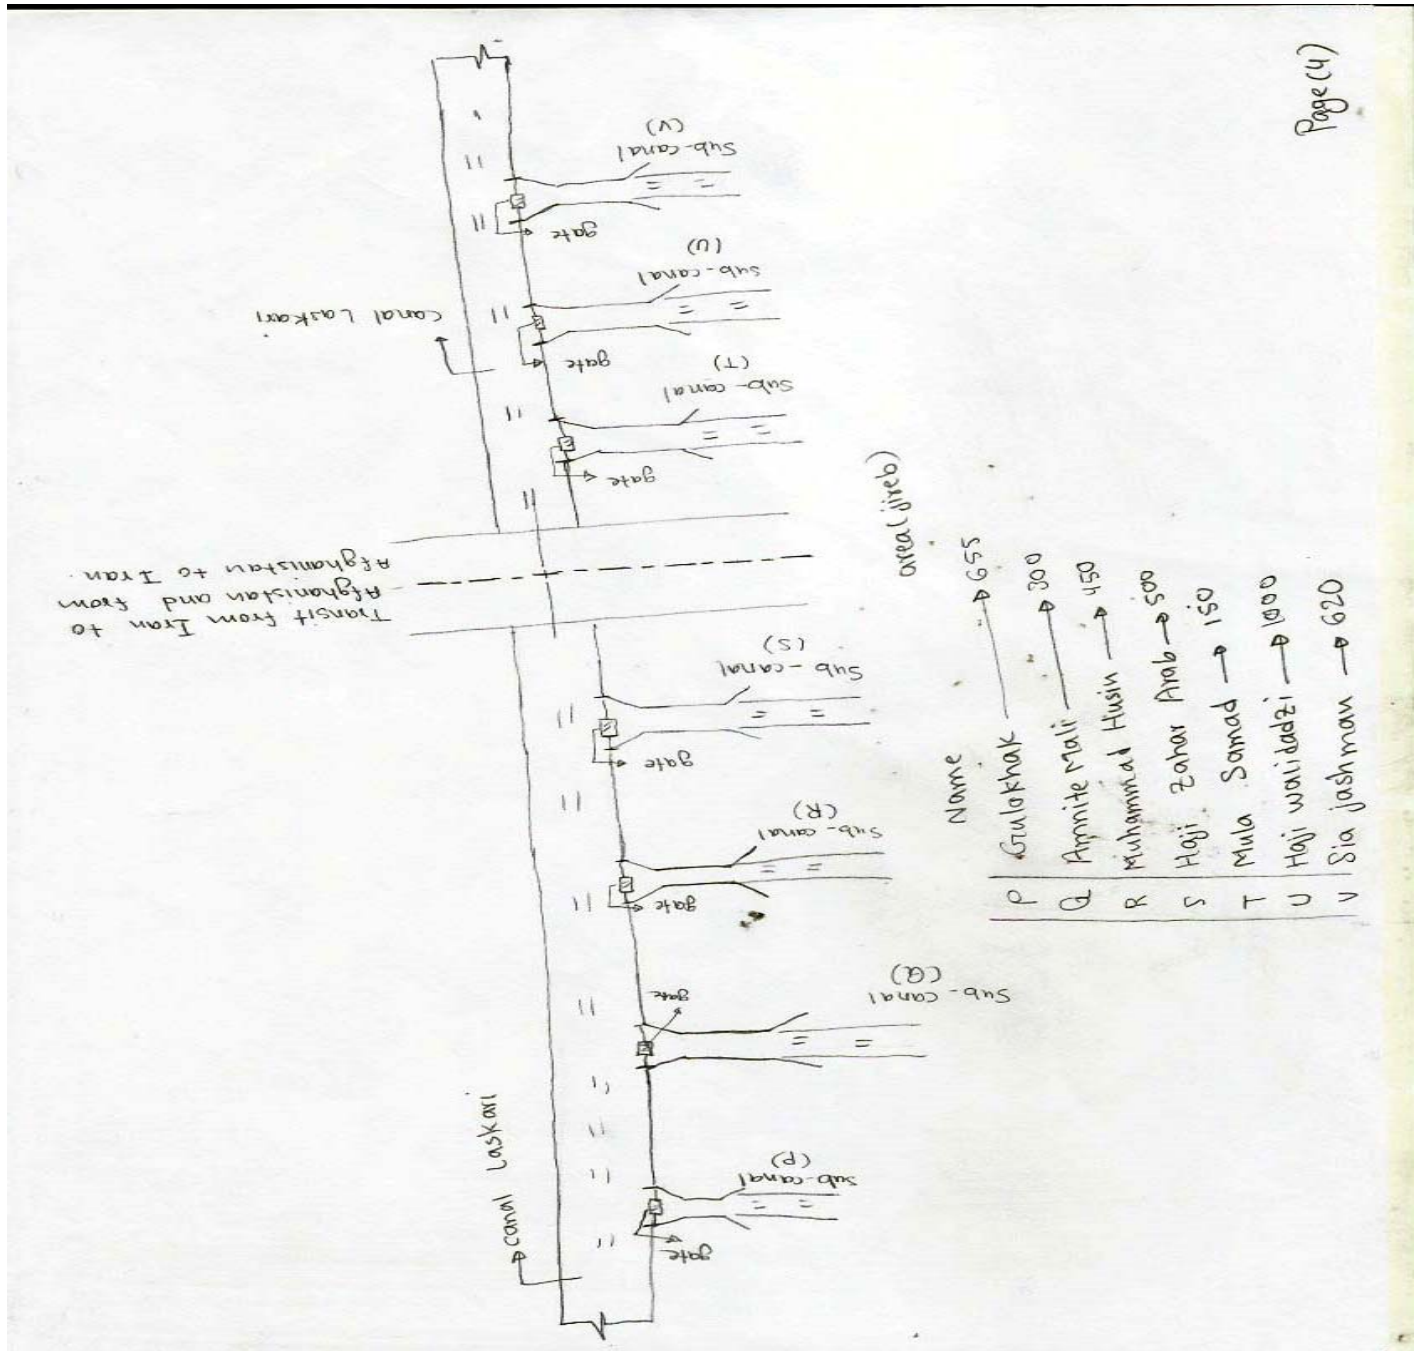 Page (4)
Sub-canal
(V)
gate
Sub-canal
(U)
gate
Canal Laskari
Sub-canal
(T)
gate
Transit from Iran to
Afghanistan and from
Afghanistan to Iran.
Sub-canal
(S)
gate
Sub-canal
(R)
gate
Sub-canal
(Q)
gate
Sub-canal
(P)
gate
canal Laskari
Name area (jireb)
P Gulokhak → 655
Q Amnite Mali → 300
R Muhammad Husin → 450
S Haji Zahar Arab → 500
T Mula Samad → 150
U Haji walidadzi → 1000
V Sia jashman → 620